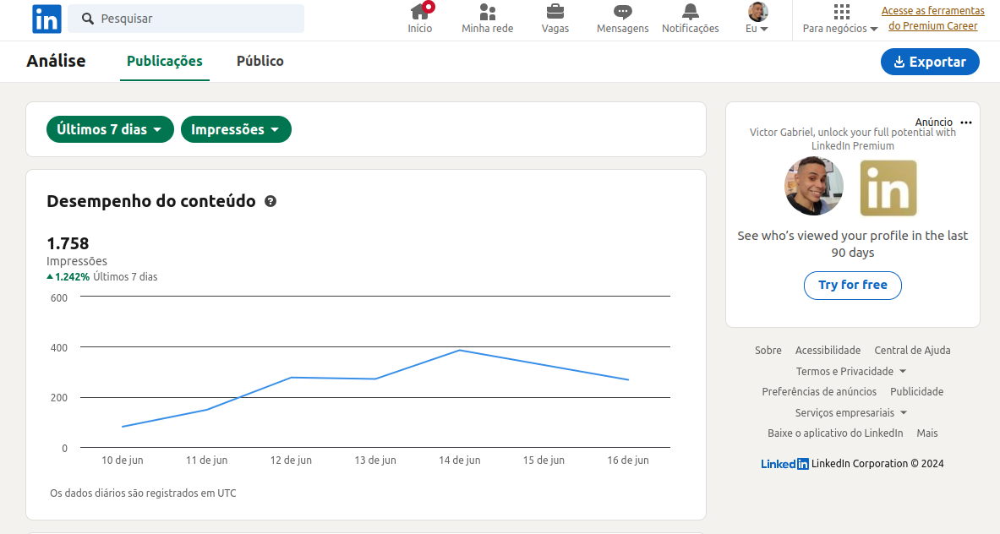 in
Pesquisar
Início
Minha rede
Vagas
Mensagens
Notificações
Eu
Para negócios
Acesse as ferramentas
do Premium Career
Análise
Publicações
Público
Exportar
Últimos 7 dias
Impressões
Desempenho do conteúdo ?
1.758
Impressões
1.242% Últimos 7 dias
600
400
200
0
10 de jun
11 de jun
12 de jun
13 de jun
14 de jun
15 de jun
16 de jun
Os dados diários são registrados em UTC
Anúncio
Victor Gabriel, unlock your full potential with
LinkedIn Premium
in
See who’s viewed your profile in the last
90 days
Try for free
Sobre
Acessibilidade
Central de Ajuda
Termos e Privacidade
Preferências de anúncios
Publicidade
Serviços empresariais
Baixe o aplicativo do LinkedIn
Mais
LinkedIn LinkedIn Corporation © 2024